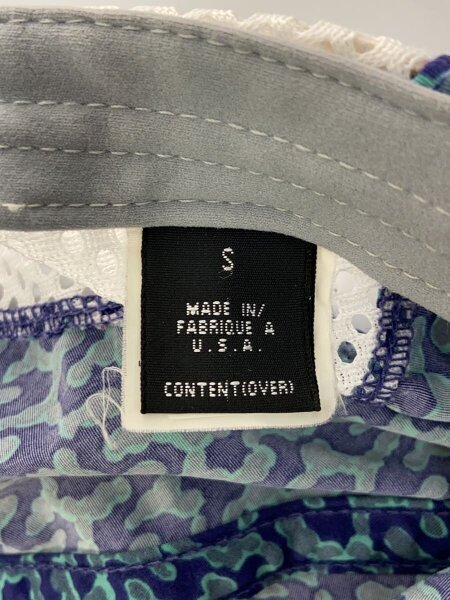 S
MADE IN/
FABRIQUE A
U.S.A.
CONTENT(OVER)